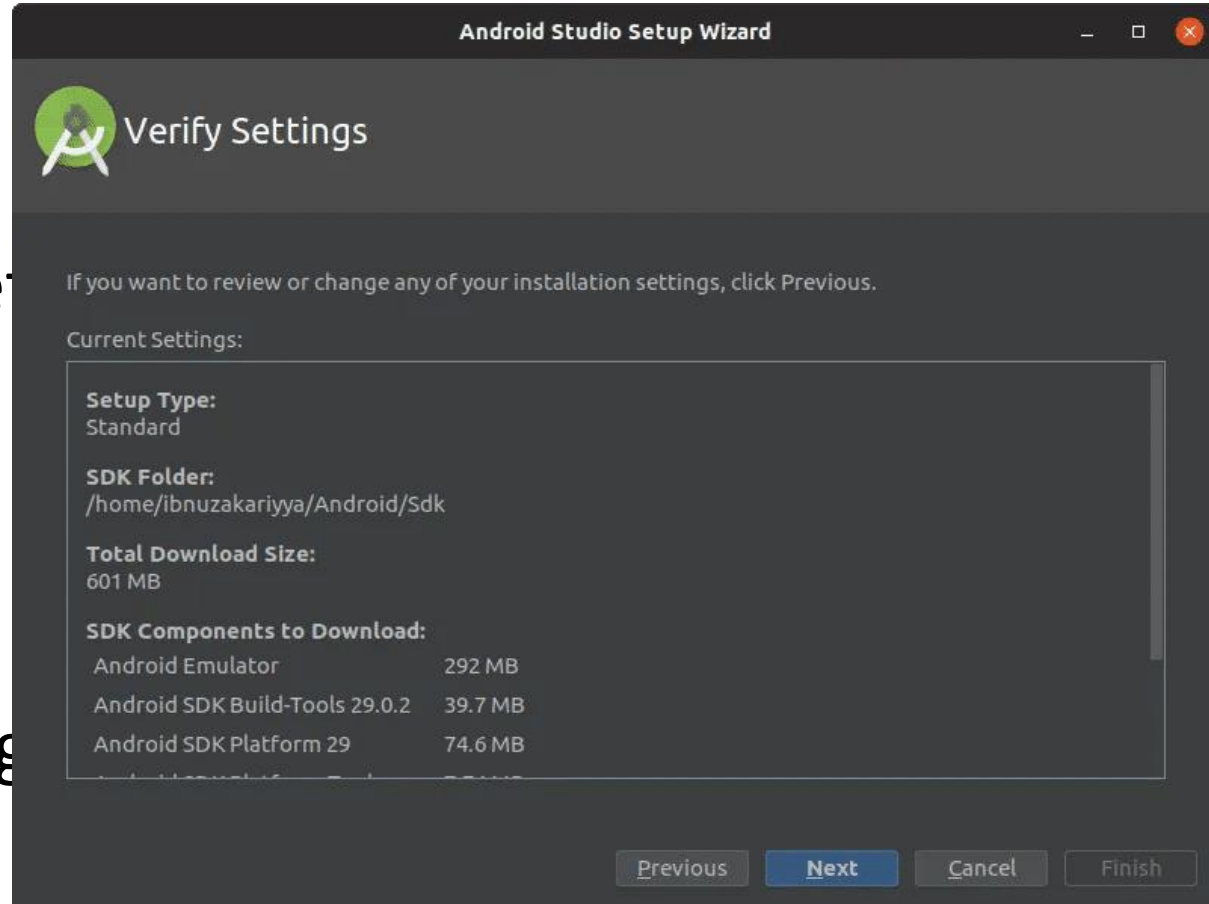 Android Studio Setup Wizard
Verify Settings
If you want to review or change any of your installation settings, click Previous.
Current Settings:
Setup Type:
Standard
SDK Folder:
/home/ibnuzakariyya/Android/Sdk
Total Download Size:
601 MB
SDK Components to Download:
Android Emulator 292 MB
Android SDK Build-Tools 29.0.2 39.7 MB
Android SDK Platform 29 74.6 MB
Previous Next Cancel Finish